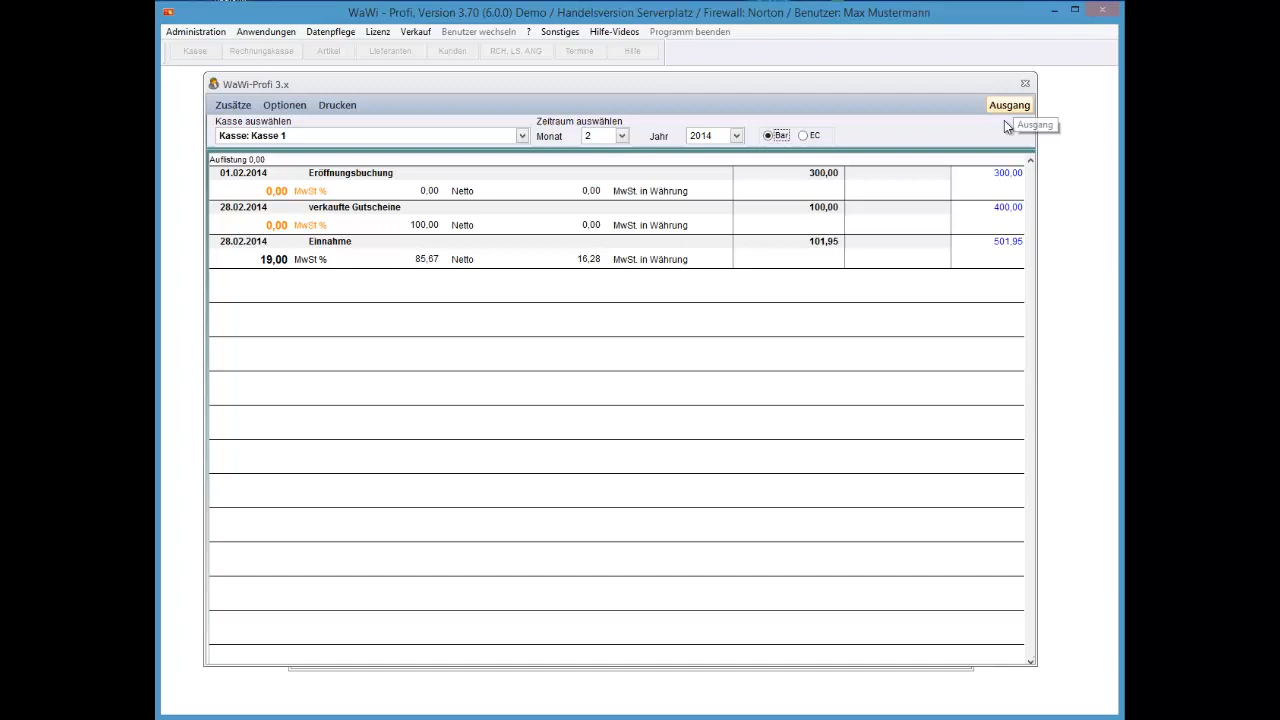 WaWi - Profi, Version 3.70 (6.0.0) Demo / Handelsversion Serverplatz / Firewall: Norton / Benutzer: Max Mustermann
Administration Anwendungen Datenpflege Lizenz Verkauf Benutzer wechseln ? Sonstiges Hilfe-Videos Programm beenden
Kasse Rechnungskasse Artikel Lieferanten Kunden RCH, LS, ANG Termine Hilfe
WaWi-Profi 3.x
Zusätze Optionen Drucken Ausgang
Kasse auswählen Zeitraum auswählen Ausgang
Kasse: Kasse 1 Monat 2 Jahr 2014 Bar EC
Auflistung 0,00
01.02.2014 Eröffnungsbuchung 300,00 300,00
0,00 MwSt % 0,00 Netto 0,00 MwSt. in Währung
28.02.2014 verkaufte Gutscheine 100,00 400,00
0,00 MwSt % 100,00 Netto 0,00 MwSt. in Währung
28.02.2014 Einnahme 101,95 501,95
19,00 MwSt % 85,67 Netto 16,28 MwSt. in Währung